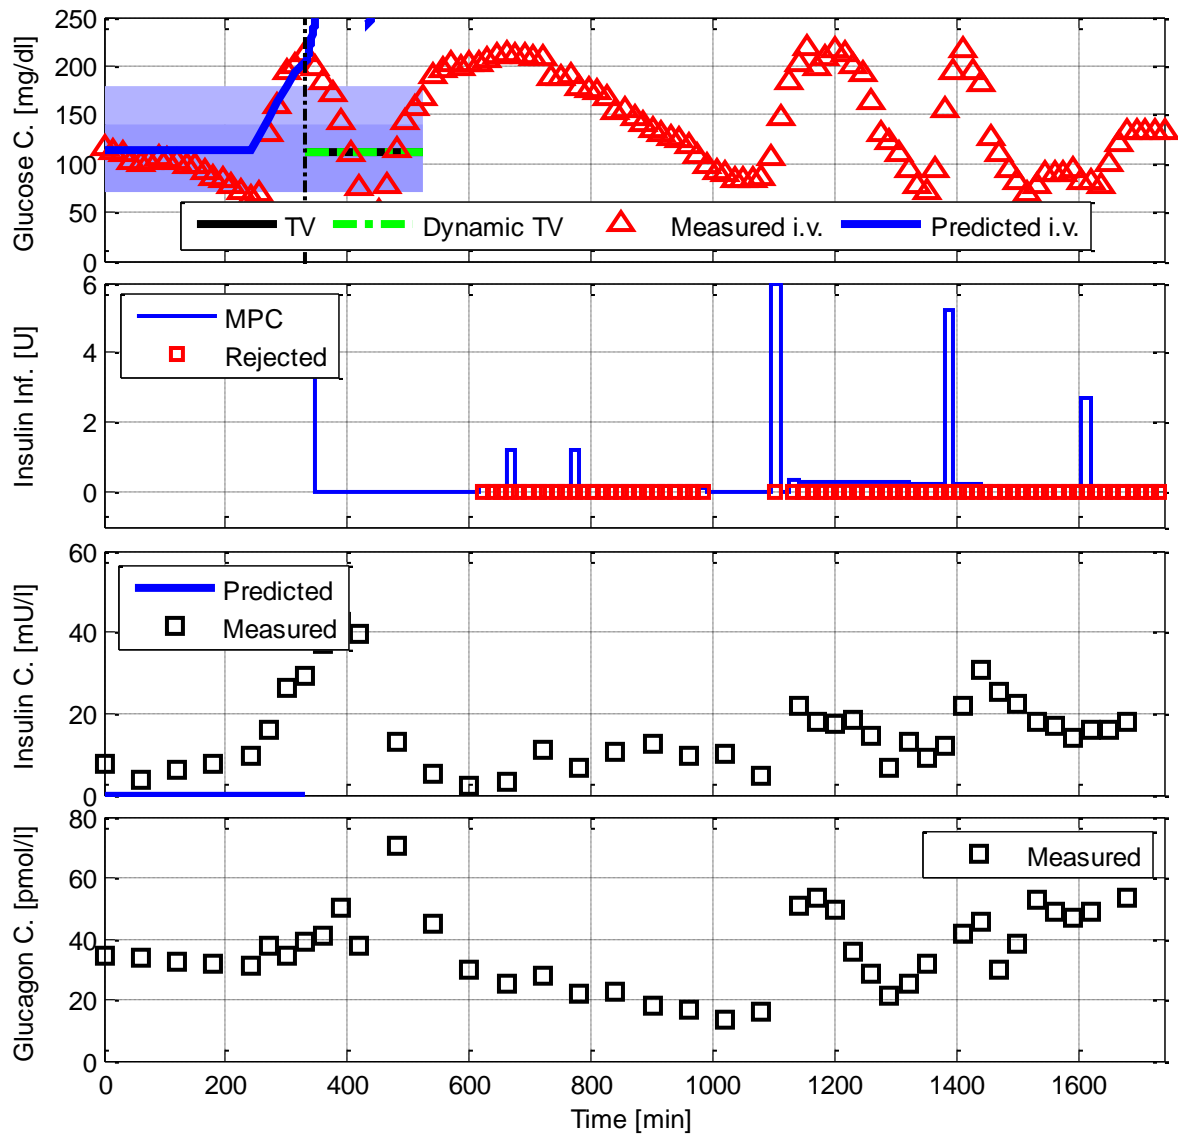 250
200
150
100
50
0
Glucose C. [mg/dl]
TV
Dynamic TV
Measured i.v.
Predicted i.v.
6
4
2
0
Insulin Inf. [U]
MPC
Rejected
60
40
20
0
Insulin C. [mU/l]
Predicted
Measured
80
60
40
20
0
Glucagon C. [pmol/l]
Measured
0 200 400 600 800 1000 1200 1400 1600
Time [min]